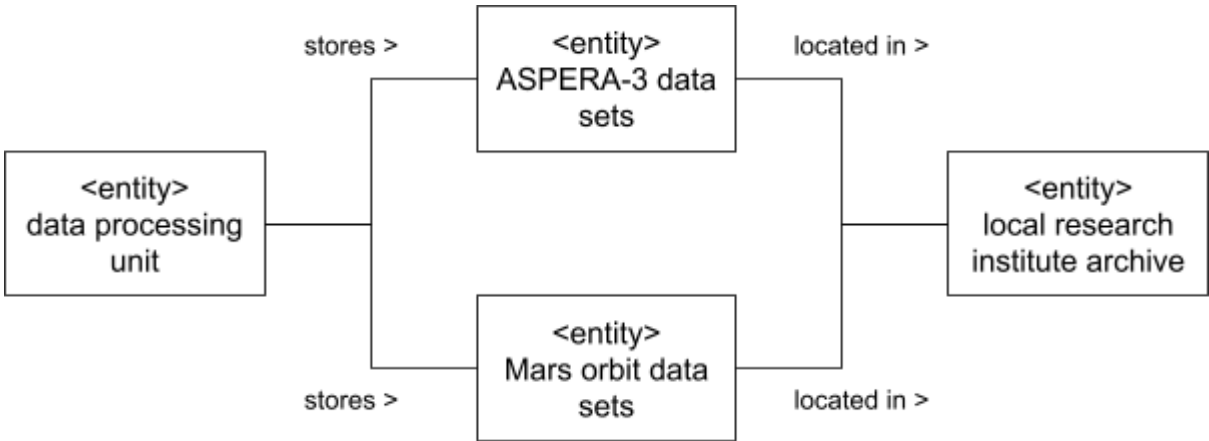 stores >
<entity>
ASPERA-3 data
sets
located in >
<entity>
data processing
unit
<entity>
local research
institute archive
<entity>
Mars orbit data
sets
stores >
located in >